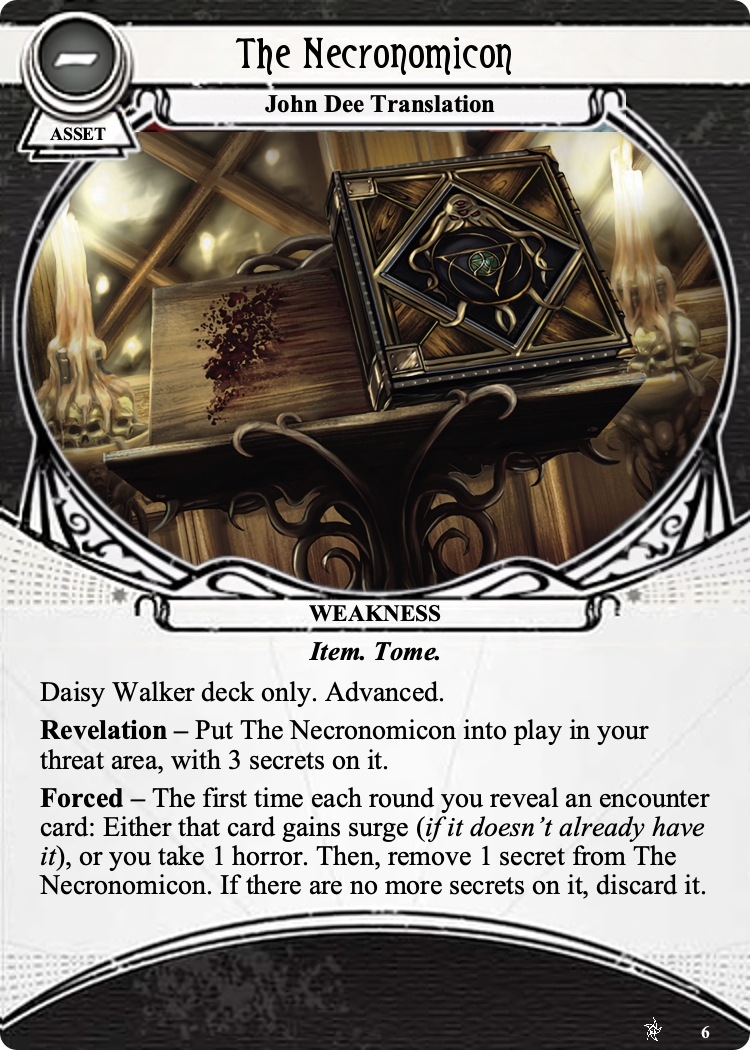 –
The Necronomicon
John Dee Translation
ASSET
WEAKNESS
Item. Tome.
Daisy Walker deck only. Advanced.
Revelation – Put The Necronomicon into play in your
threat area, with 3 secrets on it.
Forced – The first time each round you reveal an encounter
card: Either that card gains surge (if it doesn’t already have
it), or you take 1 horror. Then, remove 1 secret from The
Necronomicon. If there are no more secrets on it, discard it.
6